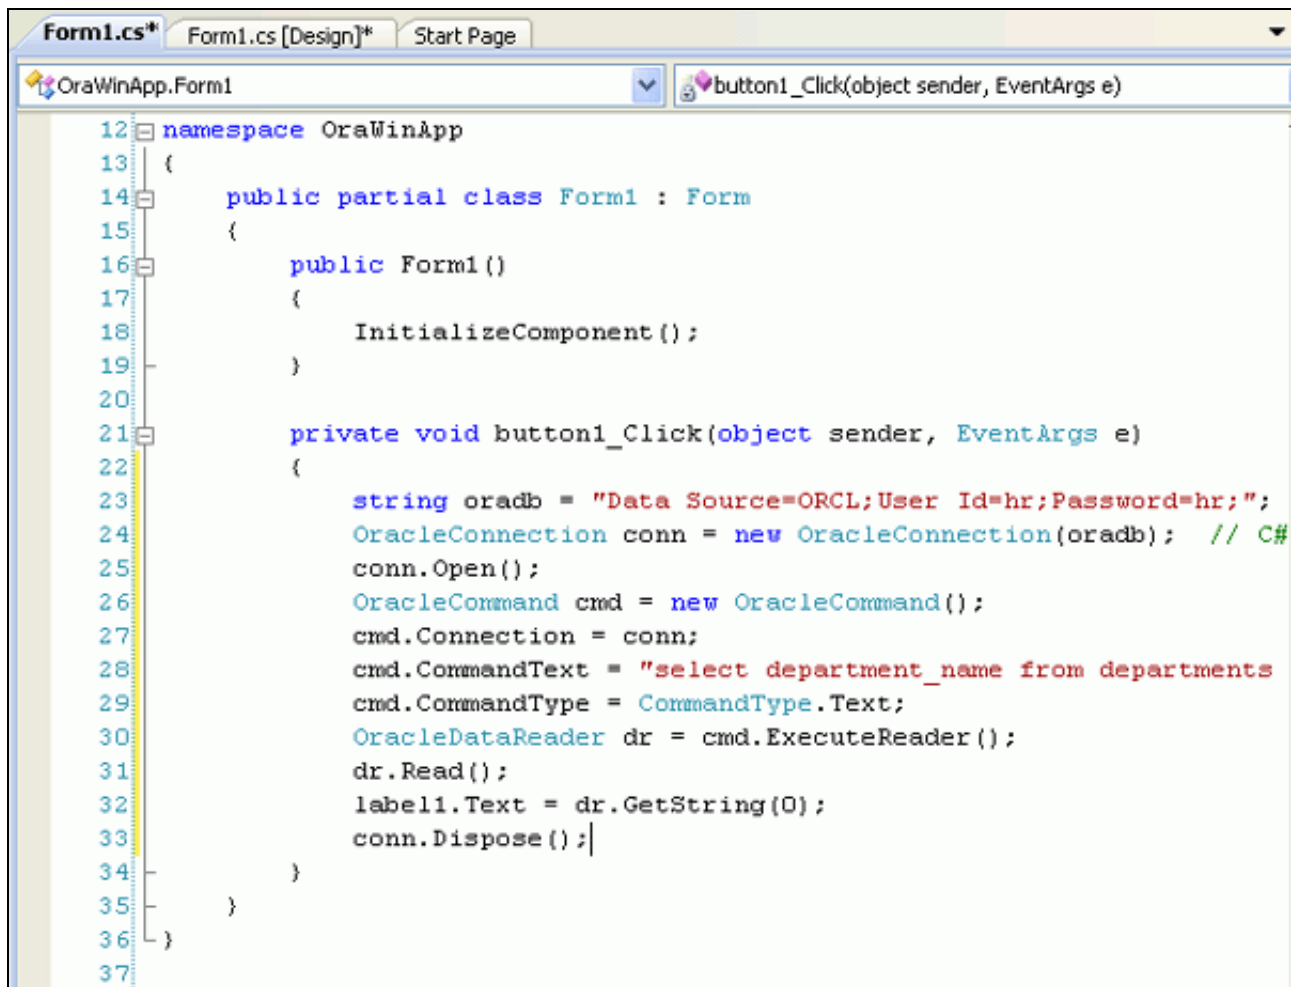 Form1.cs* Form1.cs [Design]* Start Page
OraWinApp.Form1 button1_Click(object sender, EventArgs e)
12 namespace OraWinApp
13 {
14 public partial class Form1 : Form
15 {
16 public Form1()
17 {
18 InitializeComponent();
19 }
20
21 private void button1_Click(object sender, EventArgs e)
22 {
23 string oradb = "Data Source=ORCL;User Id=hr;Password=hr;";
24 OracleConnection conn = new OracleConnection(oradb); // C#
25 conn.Open();
26 OracleCommand cmd = new OracleCommand();
27 cmd.Connection = conn;
28 cmd.CommandText = "select department_name from departments
29 cmd.CommandType = CommandType.Text;
30 OracleDataReader dr = cmd.ExecuteReader();
31 dr.Read();
32 label1.Text = dr.GetString(0);
33 conn.Dispose();
34 }
35 }
36 }
37